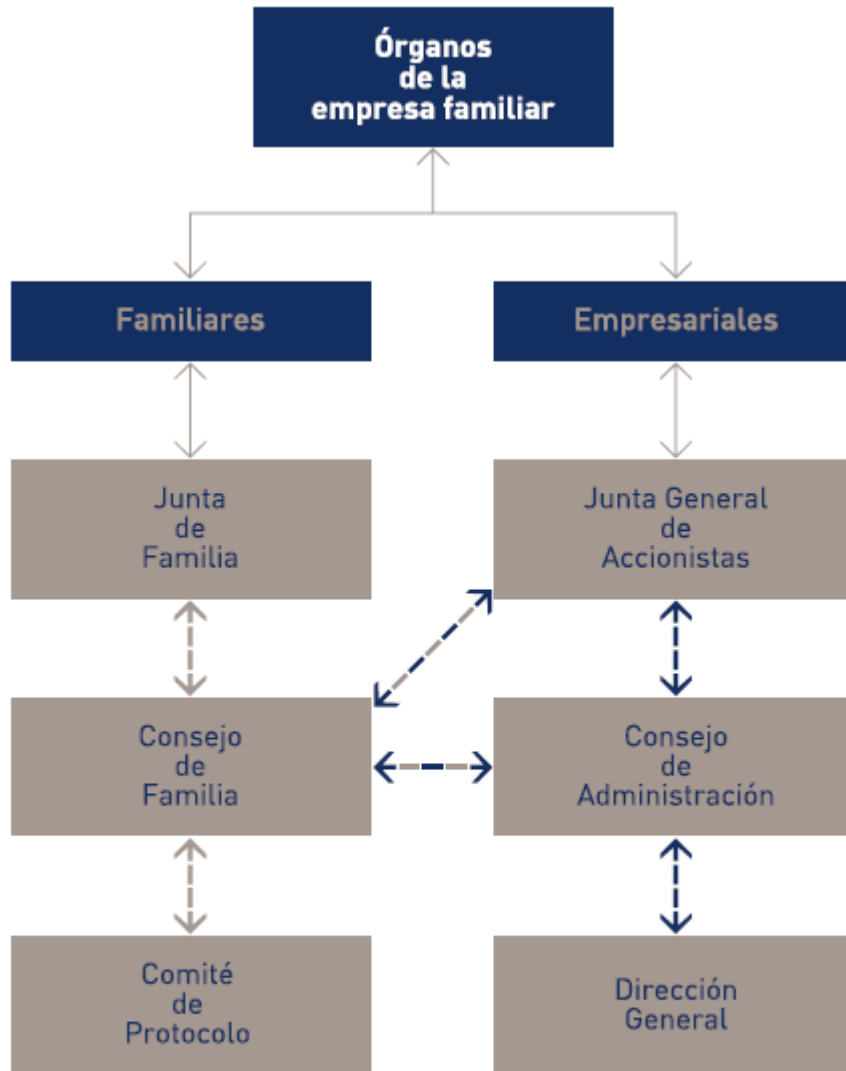 Órganos
de la
empresa familiar
Familiares
Empresariales
Junta
de
Familia
Junta General
de
Accionistas
Consejo
de
Familia
Consejo
de
Administración
Comité
de
Protocolo
Dirección
General